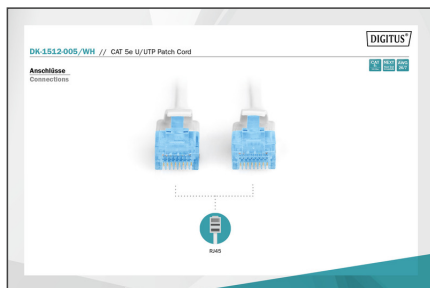 DIGITUS®
DK-1512-005/WH // CAT 5e U/UTP Patch Cord
Anschlüsse
Connections
RJ45